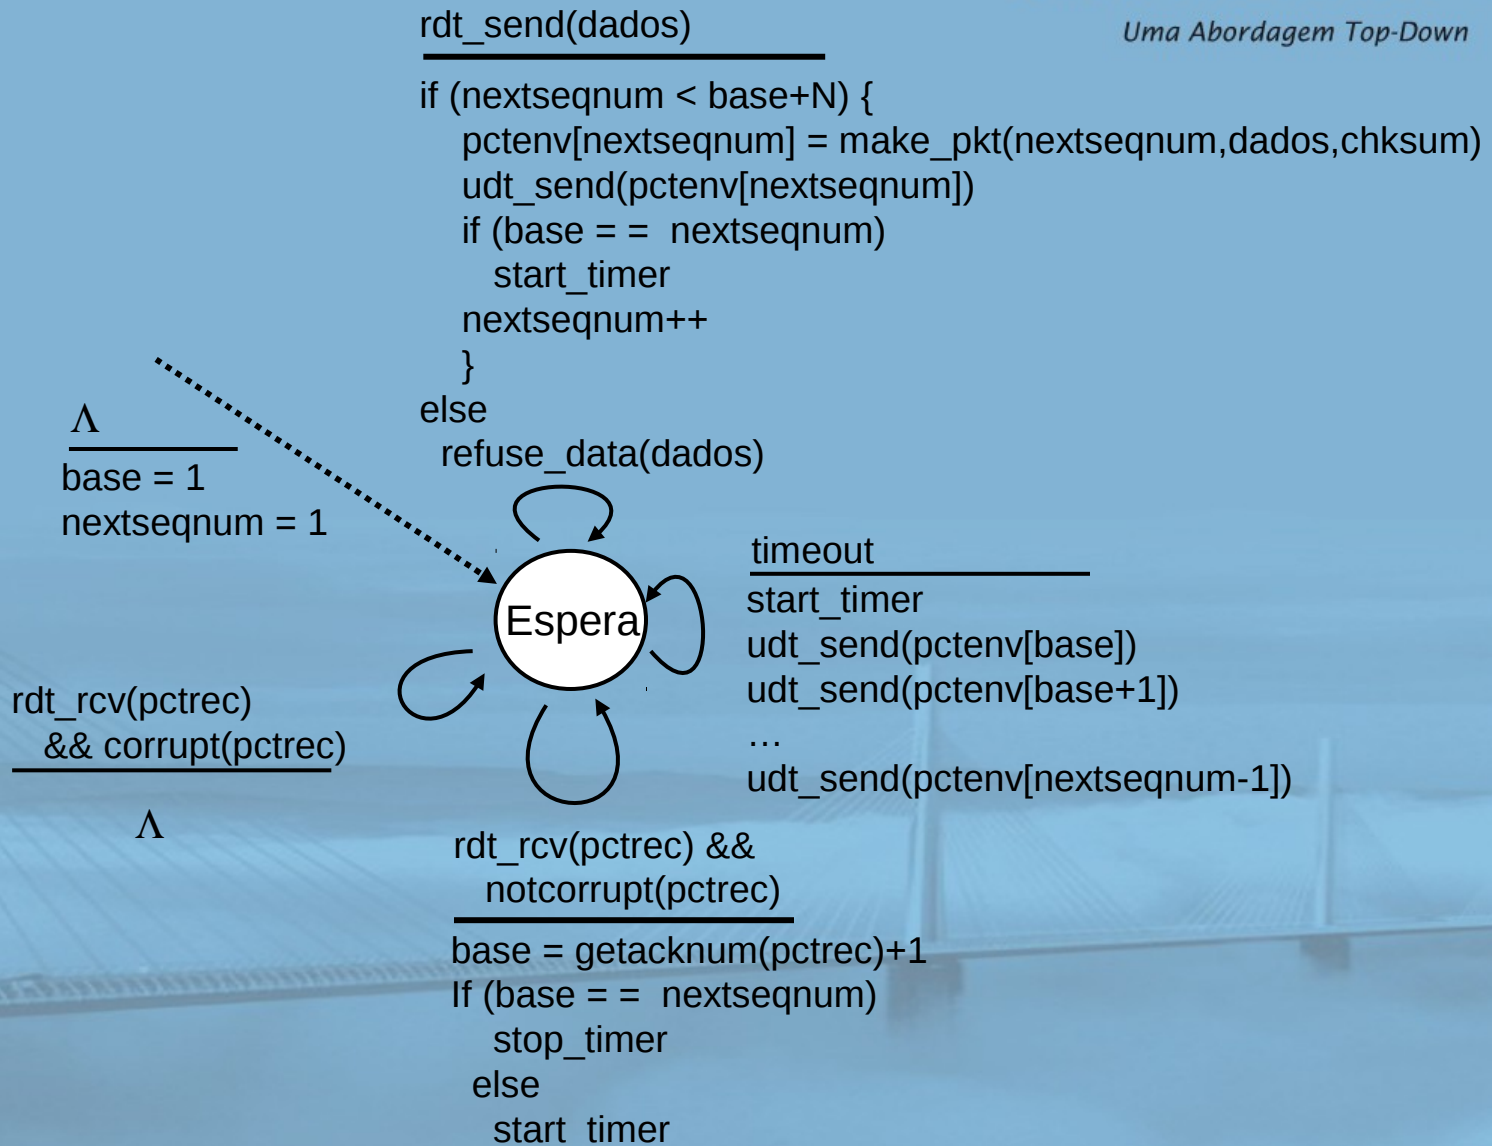 Uma Abordagem Top-Down
rdt_send(dados)
if (nextseqnum < base+N) {
pctenv[nextseqnum] = make_pkt(nextseqnum,dados,chksum)
udt_send(pctenv[nextseqnum])
if (base = = nextseqnum)
start_timer
nextseqnum++
}
else
refuse_data(dados)
Λ
base = 1
nextseqnum = 1
Espera
timeout
start_timer
udt_send(pctenv[base])
udt_send(pctenv[base+1])
…
udt_send(pctenv[nextseqnum-1])
rdt_rcv(pctrec)
&& corrupt(pctrec)
Λ
rdt_rcv(pctrec) &&
notcorrupt(pctrec)
base = getacknum(pctrec)+1
If (base = = nextseqnum)
stop_timer
else
start_timer